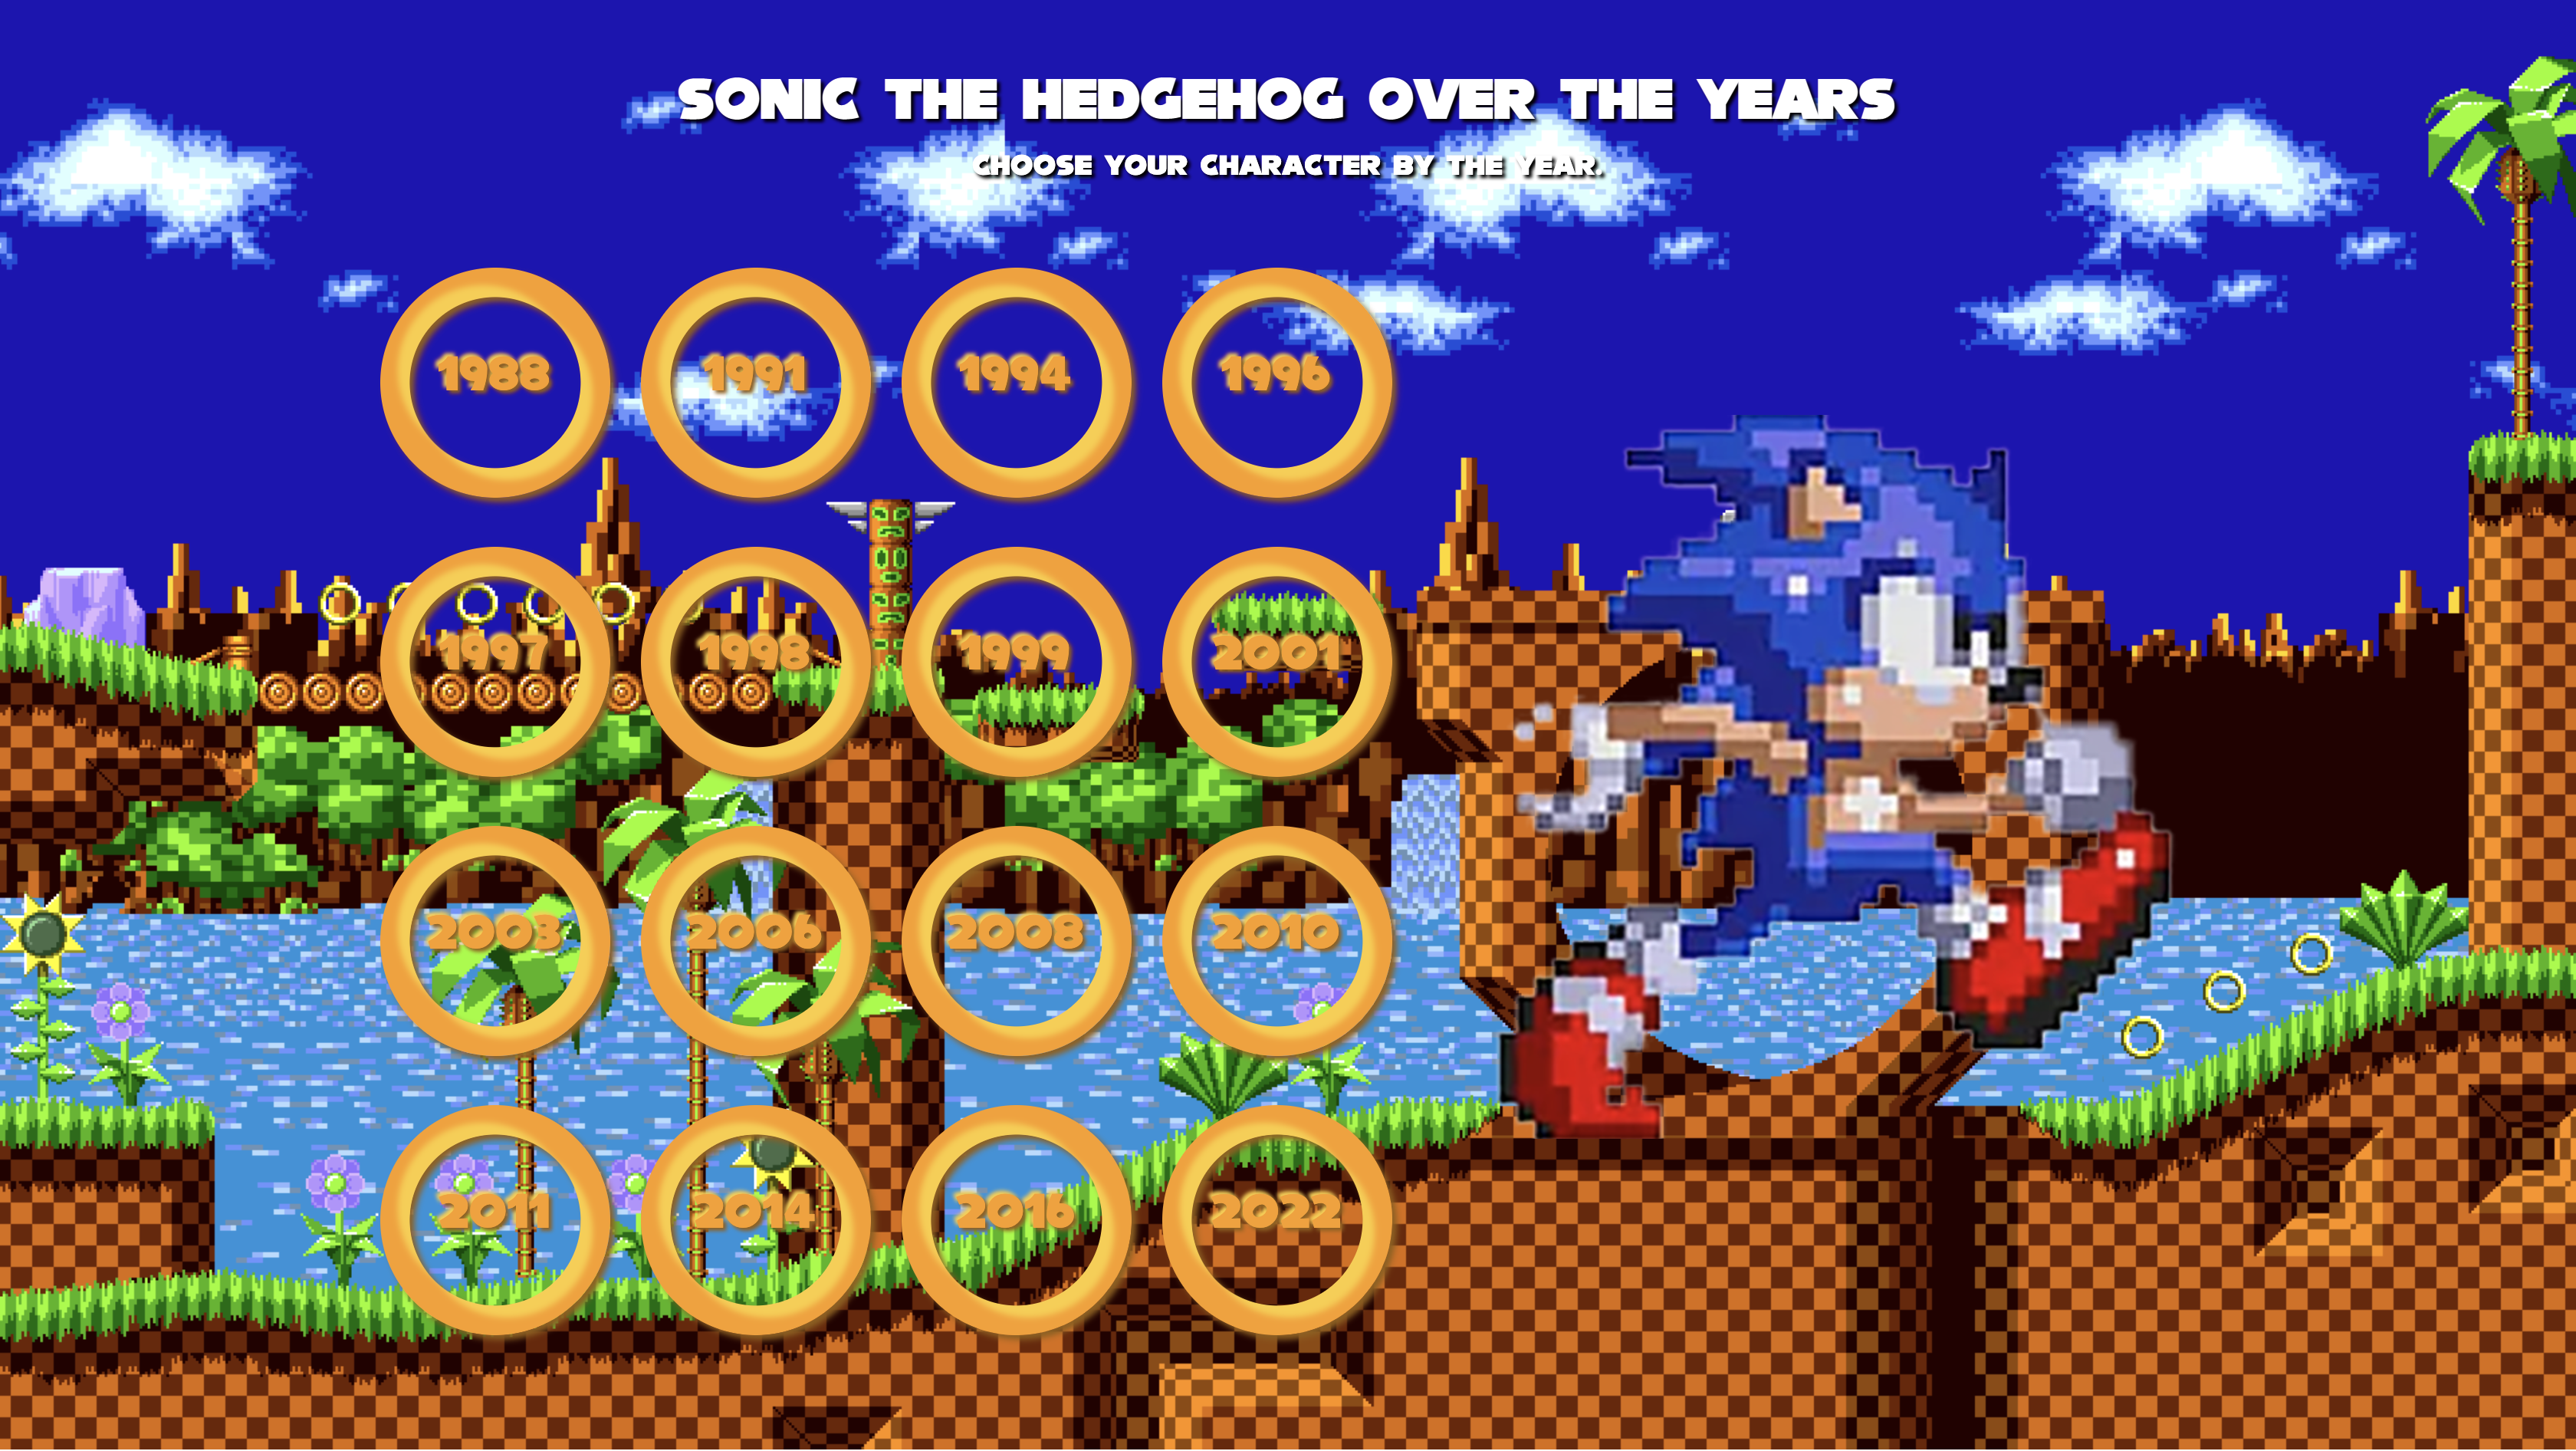 SONIC THE HEDGEHOG OVER THE YEARS
CHOOSE YOUR CHARACTER BY THE YEAR.
1988 1991 1994 1996
1997 1998 1999 2001
2003 2006 2008 2010
2011 2014 2016 2022